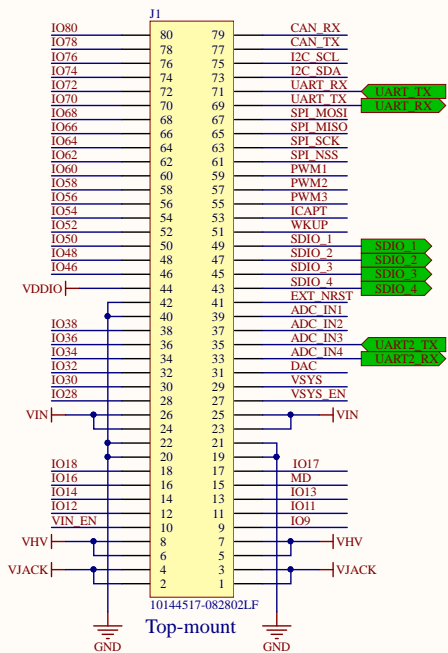 J1
IO80 80 79 CAN_RX
IO78 78 77 CAN_TX
IO76 76 75 I2C_SCL
IO74 74 73 I2C_SDA
IO72 72 71 UART_RX UART_TX
IO70 70 69 UART_TX UART_RX
IO68 68 67 SPI_MOSI
IO66 66 65 SPI_MISO
IO64 64 63 SPI_SCK
IO62 62 61 SPI_NSS
IO60 60 59 PWM1
IO58 58 57 PWM2
IO56 56 55 PWM3
IO54 54 53 ICAPT
IO52 52 51 WKUP
IO50 50 49 SDIO_1 SDIO_1
IO48 48 47 SDIO_2 SDIO_2
IO46 46 45 SDIO_3 SDIO_3
VDDIO 44 43 SDIO_4 SDIO_4
42 41 EXT_NRST
40 39 ADC_IN1
IO38 38 37 ADC_IN2
IO36 36 35 ADC_IN3 UART2_TX
IO34 34 33 ADC_IN4 UART2_RX
IO32 32 31 DAC
IO30 30 29 VSYS
IO28 28 27 VSYS_EN
VIN 26 25 VIN
24 23
22 21
20 19
IO18 18 17 IO17
IO16 16 15 MD
IO14 14 13 IO13
IO12 12 11 IO11
VIN_EN 10 9 IO9
VHV 8 7 VHV
6 5
VJACK 4 3 VJACK
2 1
10144517-082802LF
Top-mount
GND GND